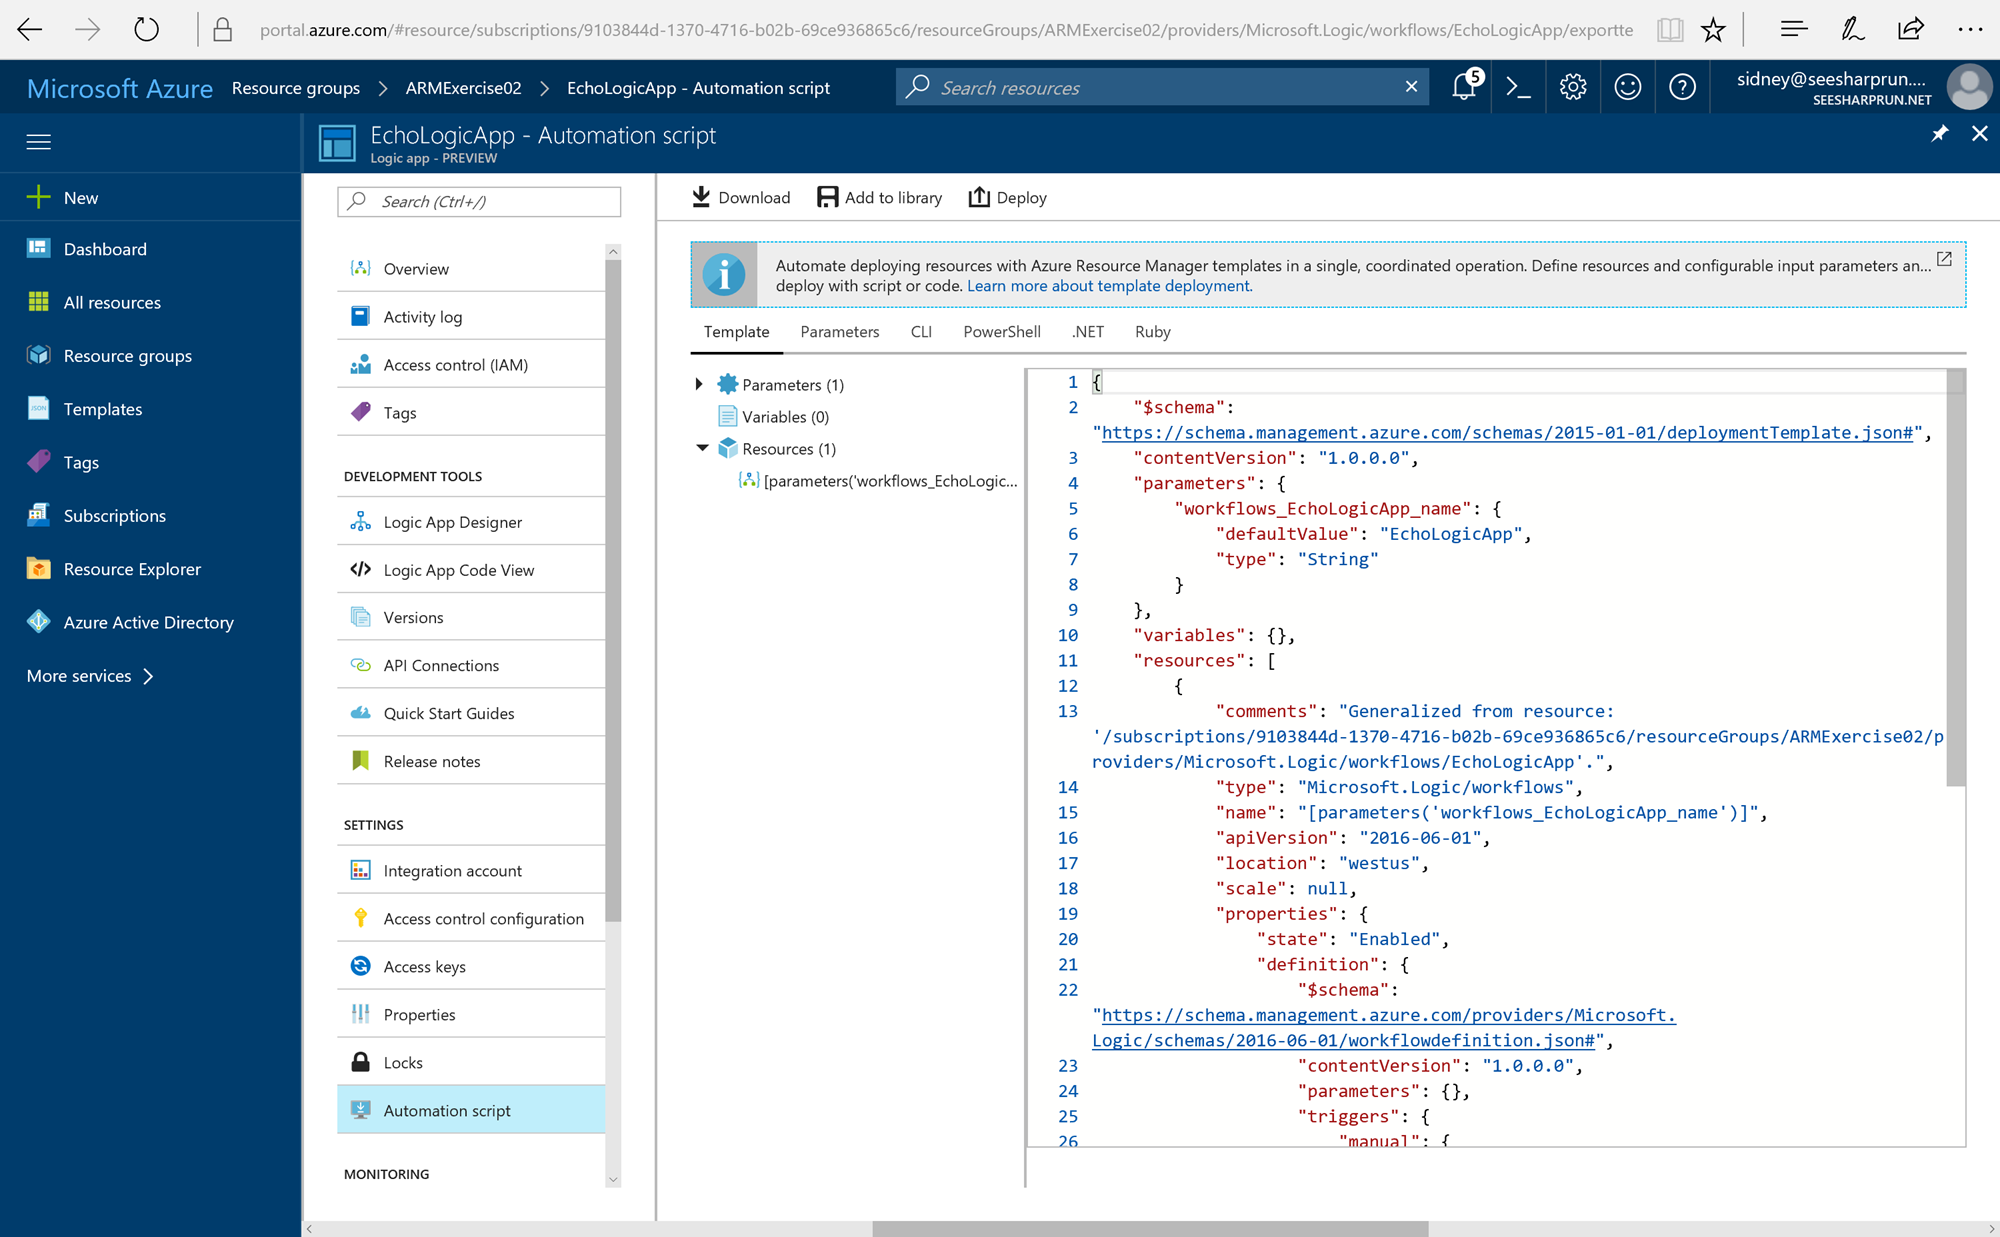 portal.azure.com/#resource/subscriptions/9103844d-1370-4716-b02b-69ce936865c6/resourceGroups/ARMExercise02/providers/Microsoft.Logic/workflows/EchoLogicApp/exportte
Microsoft Azure
Resource groups
ARMExercise02
EchoLogicApp - Automation script
Search resources
5
sidney@seesharprun....
SEESHARPRUN.NET
EchoLogicApp - Automation script
Logic app - PREVIEW
New
Dashboard
All resources
Resource groups
Templates
Tags
Subscriptions
Resource Explorer
Azure Active Directory
More services
Search (Ctrl+/)
Overview
Activity log
Access control (IAM)
Tags
DEVELOPMENT TOOLS
Logic App Designer
Logic App Code View
Versions
API Connections
Quick Start Guides
Release notes
SETTINGS
Integration account
Access control configuration
Access keys
Properties
Locks
Automation script
MONITORING
Download
Add to library
Deploy
Automate deploying resources with Azure Resource Manager templates in a single, coordinated operation. Define resources and configurable input parameters an...
deploy with script or code. Learn more about template deployment.
Template
Parameters
CLI
PowerShell
.NET
Ruby
Parameters (1)
Variables (0)
Resources (1)
[parameters('workflows_EchoLogic...
1 {
2 "$schema":
"https://schema.management.azure.com/schemas/2015-01-01/deploymentTemplate.json#",
3 "contentVersion": "1.0.0.0",
4 "parameters": {
5 "workflows_EchoLogicApp_name": {
6 "defaultValue": "EchoLogicApp",
7 "type": "String"
8 }
9 },
10 "variables": {},
11 "resources": [
12 {
13 "comments": "Generalized from resource:
'/subscriptions/9103844d-1370-4716-b02b-69ce936865c6/resourceGroups/ARMExercise02/p
roviders/Microsoft.Logic/workflows/EchoLogicApp'.",
14 "type": "Microsoft.Logic/workflows",
15 "name": "[parameters('workflows_EchoLogicApp_name')]",
16 "apiVersion": "2016-06-01",
17 "location": "westus",
18 "scale": null,
19 "properties": {
20 "state": "Enabled",
21 "definition": {
22 "$schema":
"https://schema.management.azure.com/providers/Microsoft.
Logic/schemas/2016-06-01/workflowdefinition.json#",
23 "contentVersion": "1.0.0.0",
24 "parameters": {},
25 "triggers": {
26 "manual": {